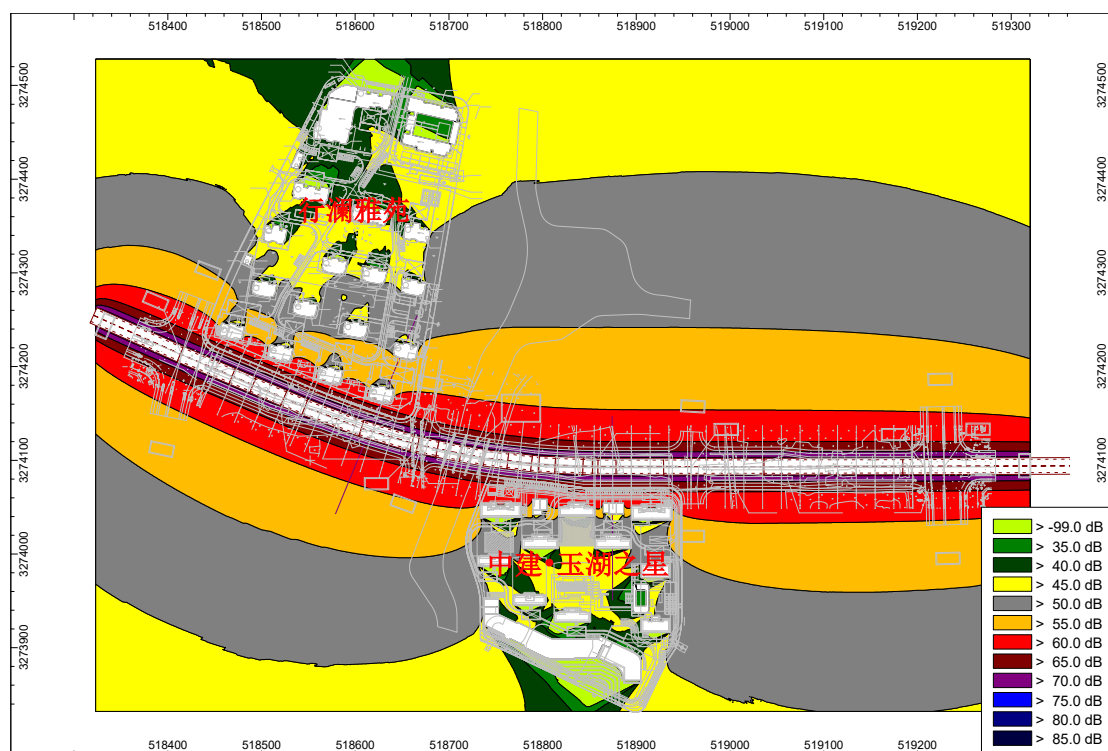 518400 518500 518600 518700 518800 518900 519000 519100 519200 519300
3274500 3274500
3274400 3274400
行澜雅苑
3274300 3274300
3274200 3274200
3274100 3274100
3274000
中建·玉湖之星
3273900
> -99.0 dB
> 35.0 dB
> 40.0 dB
> 45.0 dB
> 50.0 dB
> 55.0 dB
> 60.0 dB
> 65.0 dB
> 70.0 dB
> 75.0 dB
> 80.0 dB
> 85.0 dB
518400 518500 518600 518700 518800 518900 519000 519100 519200